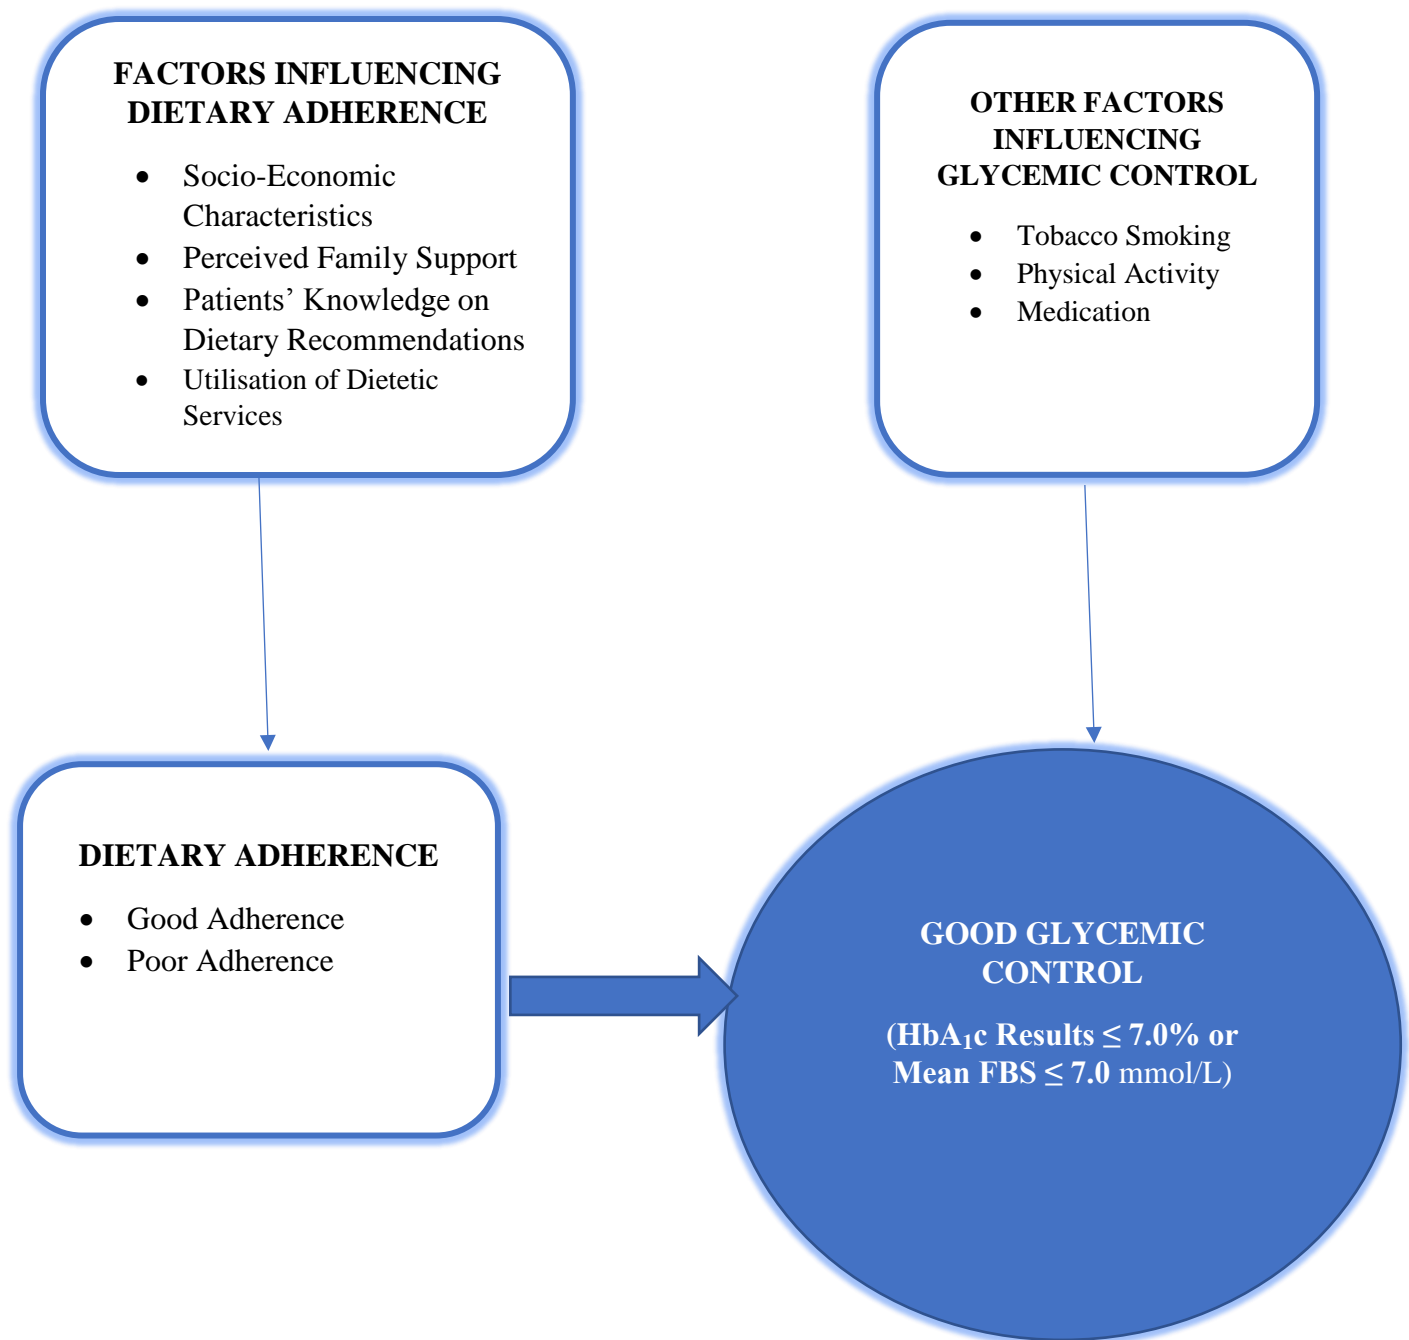 FACTORS INFLUENCING
DIETARY ADHERENCE
• Socio-Economic
Characteristics
• Perceived Family Support
• Patients’ Knowledge on
Dietary Recommendations
• Utilisation of Dietetic
Services
OTHER FACTORS
INFLUENCING
GLYCEMIC CONTROL
• Tobacco Smoking
• Physical Activity
• Medication
DIETARY ADHERENCE
• Good Adherence
• Poor Adherence
GOOD GLYCEMIC
CONTROL
(HbA₁c Results ≤ 7.0% or
Mean FBS ≤ 7.0 mmol/L)